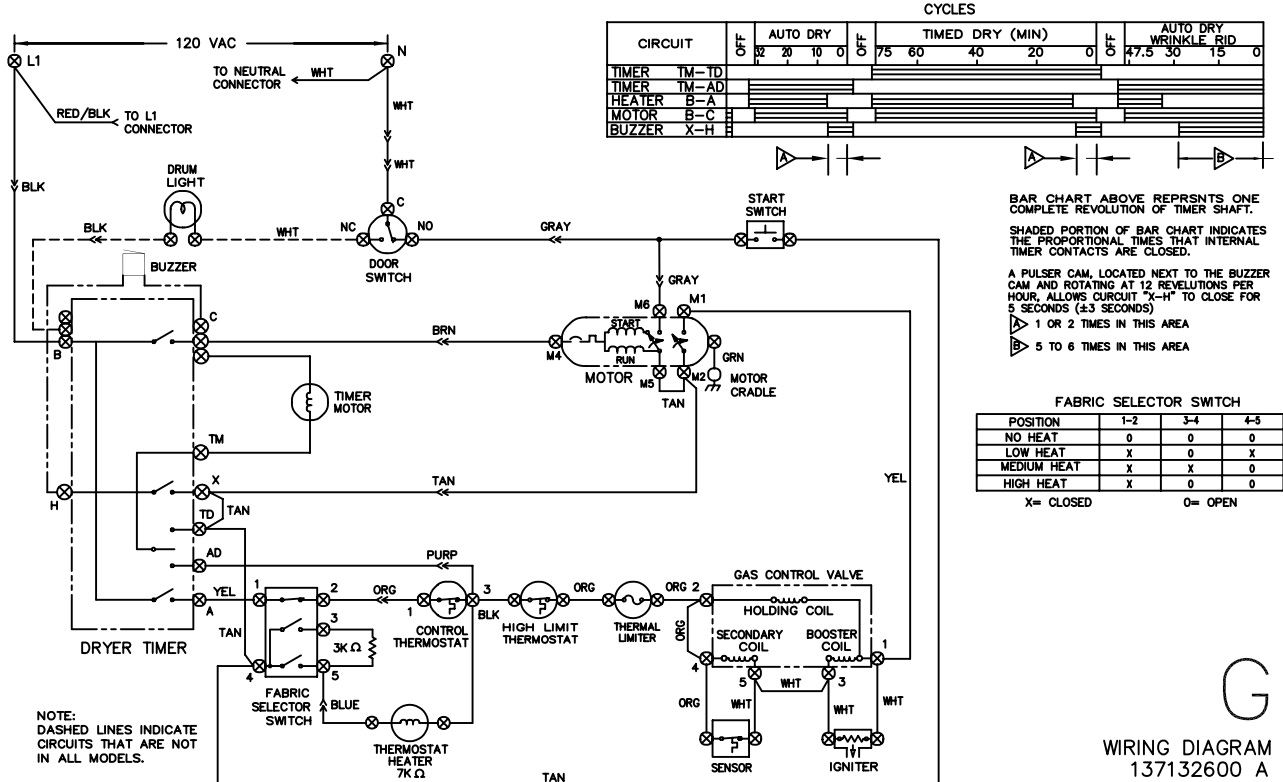 120 VAC
L1
N
TO NEUTRAL
CONNECTOR
WHT
RED/BLK
TO L1
CONNECTOR
WHT
WHT
BLK
DRUM
LIGHT
BLK
WHT
NC
C
NO
DOOR
SWITCH
GRAY
START
SWITCH
BUZZER
GRAY
M6
M1
START
RUN
M4
M5
M2
MOTOR
TAN
GRN
MOTOR
CRADLE
B
C
BRN
TIMER
MOTOR
TM
H
X
TAN
TAN
YEL
TD
AD
PURP
A
YEL
DRYER TIMER
1
2
3
4
5
TAN
3K Ω
FABRIC
SELECTOR
SWITCH
ORG
1
CONTROL
THERMOSTAT
3
BLK
HIGH LIMIT
THERMOSTAT
ORG
THERMAL
LIMITER
ORG
2
GAS CONTROL VALVE
HOLDING COIL
ORG
SECONDARY
COIL
BOOSTER
COIL
4
5
3
1
WHT
ORG
WHT
WHT
WHT
SENSOR
IGNITER
BLUE
THERMOSTAT
HEATER
7K Ω
TAN
NOTE:
DASHED LINES INDICATE
CIRCUITS THAT ARE NOT
IN ALL MODELS.
CYCLES
CIRCUIT
OFF
AUTO DRY
OFF
TIMED DRY (MIN)
OFF
AUTO DRY
WRINKLE RID
32 20 10 0
75 60 40 20 0
47.5 30 15 0
TIMER TM-TD
TIMER TM-AD
HEATER B-A
MOTOR B-C
BUZZER X-H
A
A
B
BAR CHART ABOVE REPRSNTS ONE
COMPLETE REVOLUTION OF TIMER SHAFT.
SHADED PORTION OF BAR CHART INDICATES
THE PROPORTIONAL TIMES THAT INTERNAL
TIMER CONTACTS ARE CLOSED.
A PULSER CAM, LOCATED NEXT TO THE BUZZER
CAM AND ROTATING AT 12 REVELUTIONS PER
HOUR, ALLOWS CURCUIT "X-H" TO CLOSE FOR
5 SECONDS (±3 SECONDS)
A 1 OR 2 TIMES IN THIS AREA
B 5 TO 6 TIMES IN THIS AREA
FABRIC SELECTOR SWITCH
POSITION 1-2 3-4 4-5
NO HEAT 0 0 0
LOW HEAT X 0 X
MEDIUM HEAT X X 0
HIGH HEAT X 0 0
X= CLOSED 0= OPEN
G
WIRING DIAGRAM
137132600 A